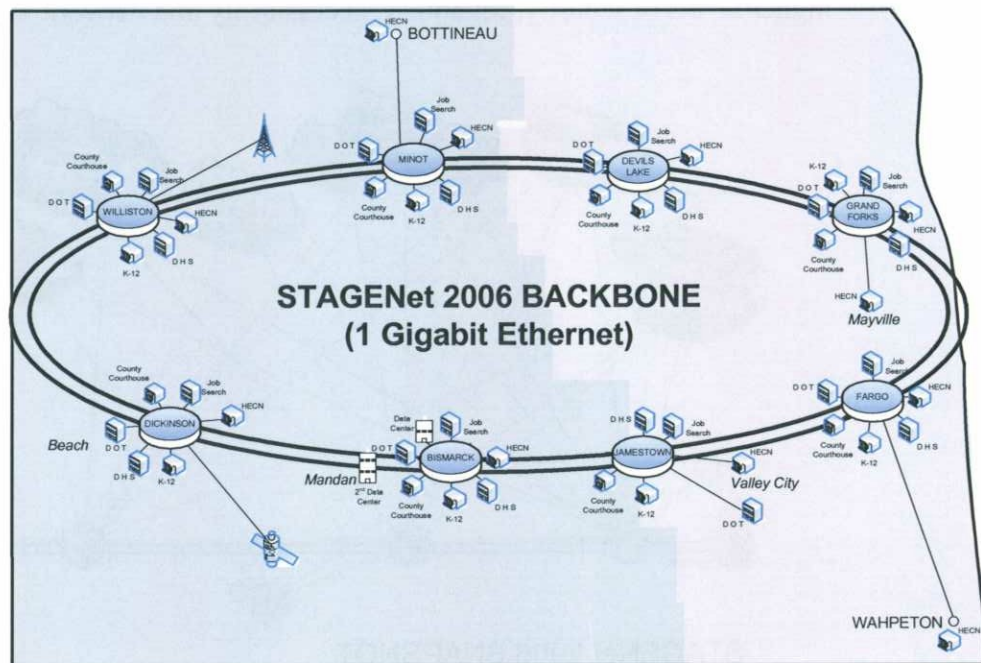 HECN
BOTTINEAU
Job
Search
HECN
DOT
MINOT
County
Courthouse
K-12
DHS
Job
Search
HECN
DOT
DEVILS
LAKE
County
Courthouse
K-12
DHS
K-12
Job
Search
DOT
GRAND
FORKS
HECN
County
Courthouse
DHS
HECN
Mayville
County
Courthouse
Job
Search
DOT
WILLISTON
HECN
K-12
DHS
STAGENet 2006 BACKBONE
(1 Gigabit Ethernet)
County
Courthouse
Job
Search
HECN
DICKINSON
Beach
DOT
DHS
K-12
Data
Center
Job
Search
DOT
HECN
BISMARCK
Mandan
2nd Data
Center
County
Courthouse
K-12
DHS
DHS
Job
Search
JAMESTOWN
HECN
Valley City
County
Courthouse
K-12
DOT
Job
Search
DOT
FARGO
HECN
County
Courthouse
K-12
DHS
WAHPETON
HECN